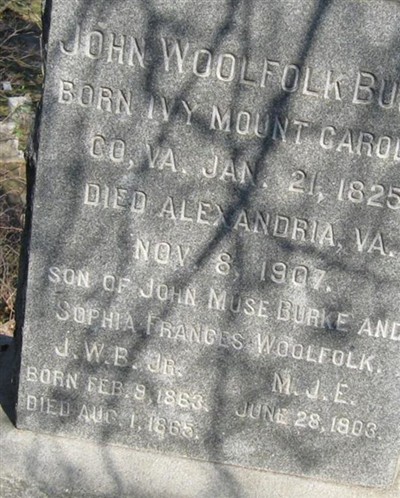 JOHN WOOLFOLK BU
BORN IVY MOUNT CAROL
CO, VA. JAN. 21, 1825
DIED ALEXANDRIA, VA.
NOV. 8, 1907.
SON OF JOHN MUSE BURKE AND
SOPHIA FRANCES WOOLFOLK.
J.W.B. JR.
BORN FEB. 9, 1863.
DIED AUG. 1, 1865.
M.J.E.
JUNE 28, 1803.